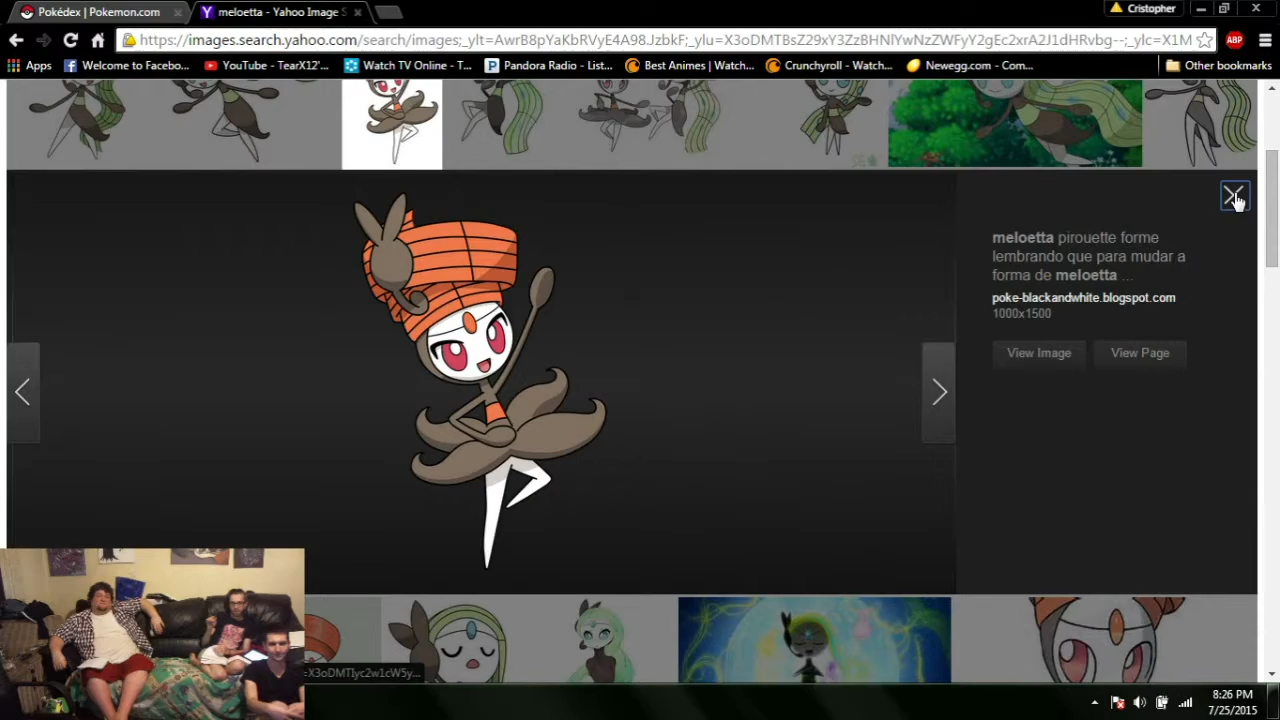 Pokédex | Pokemon.com
meloetta - Yahoo Image S
Cristopher
https://images.search.yahoo.com/search/images;_ylt=AwrB8pYaKbRVyE4A98.JzbkF;_ylu=X3oDMTBsZ29xY3ZzBHNlYwNzZWFyY2gEc2xrA2J1dHRvbg--;_ylc=X1M
ABP
Apps
Welcome to Facebo...
YouTube - TearX12'...
Watch TV Online - T...
Pandora Radio - List...
Best Animes | Watch...
Crunchyroll - Watch...
Newegg.com - Com...
Other bookmarks
meloetta pirouette forme
lembrando que para mudar a
forma de meloetta ...
poke-blackandwhite.blogspot.com
1000x1500
View Image
View Page
=X3oDMTIyc2w1cW5y...
8:26 PM
7/25/2015